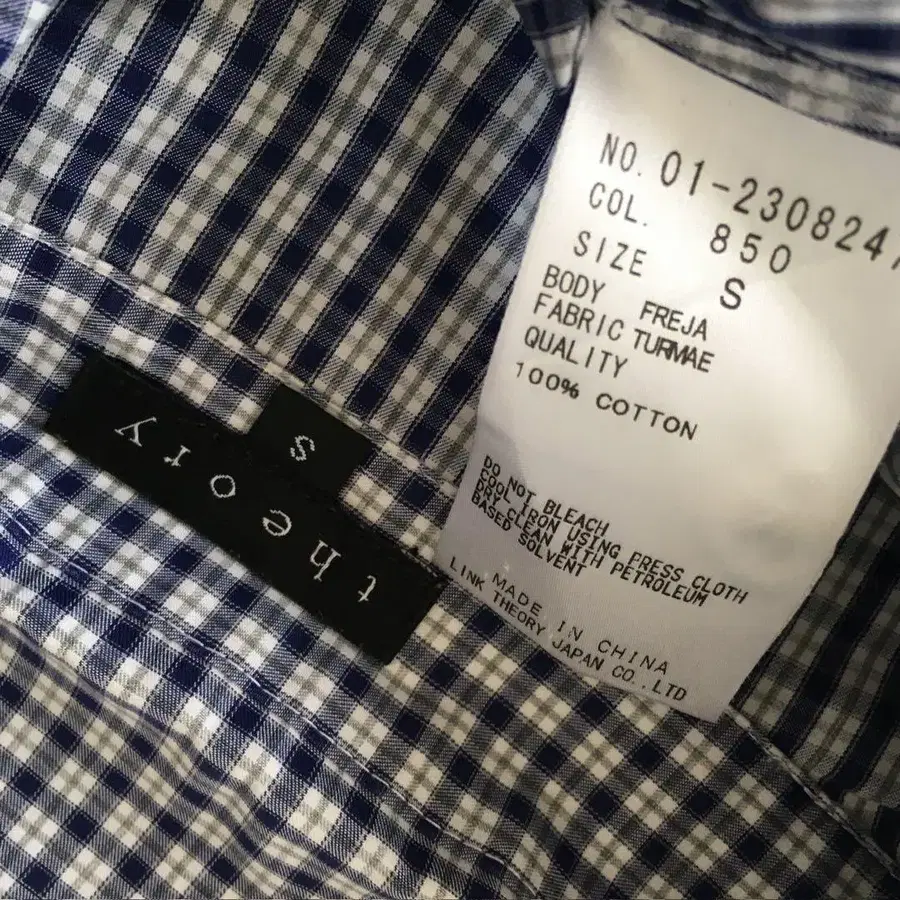 theory
s
NO. 01-230824
COL. 850
SIZE S
BODY FREJA
FABRIC TURMAE
QUALITY
100% COTTON
DO NOT BLEACH
COOL IRON USING PRESS CLOTH
DRY CLEAN WITH PETROLEUM
BASED SOLVENT
MADE IN CHINA
LINK THEORY JAPAN CO.,LTD